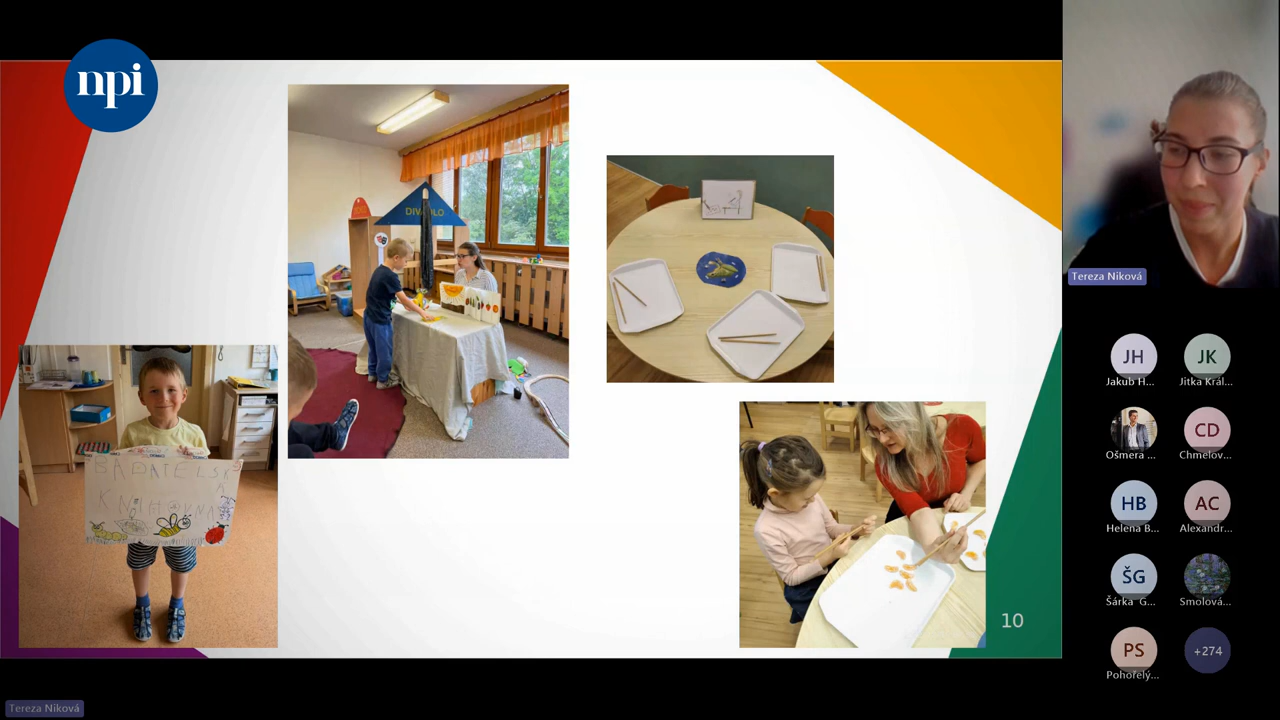 npi
DIVADLO
BADATELSK
A
KNIHOVNA
10
Tereza Niková
JH
Jakub H...
JK
Jitka Král...
Ošmera ...
CD
Chmelov...
HB
Helena B...
AC
Alexandr...
ŠG
Šárka G...
Smolová...
PS
Pohořelý...
+274
Tereza Niková